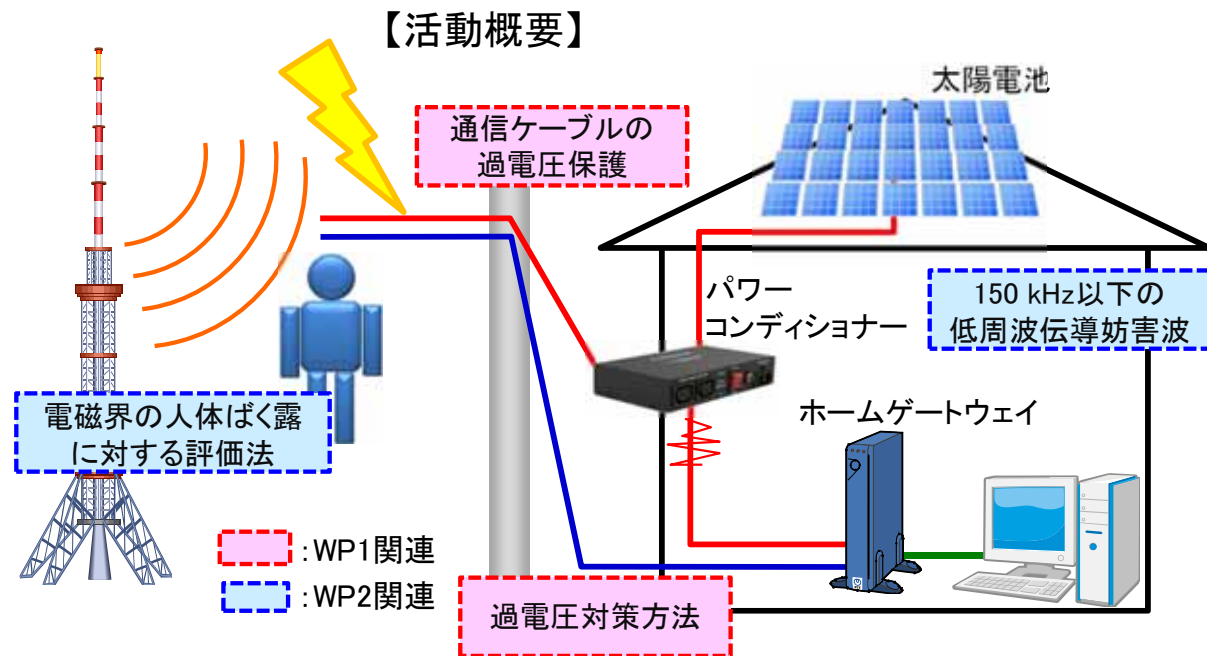 【活動概要】
太陽電池
通信ケーブルの
過電圧保護
パワー
コンディショナー
150 kHz以下の
低周波伝導妨害波
電磁界の人体ばく露
に対する評価法
ホームゲートウェイ
:WP1関連
:WP2関連
過電圧対策方法